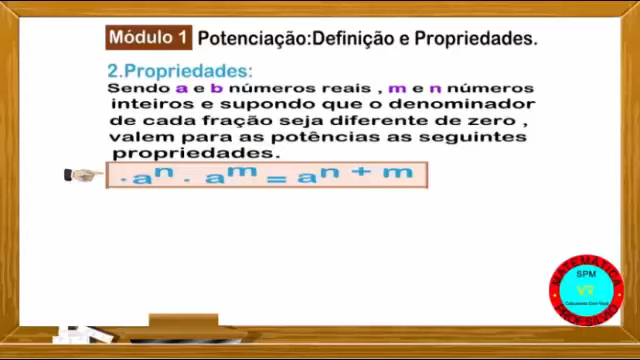 Módulo 1 Potenciação:Definição e Propriedades.
2.Propriedades:
Sendo a e b números reais , m e n números
inteiros e supondo que o denominador
de cada fração seja diferente de zero ,
valem para as potências as seguintes
propriedades.
· aⁿ · aᵐ = aⁿ ⁺ ᵐ
MATEMATICA
SPM